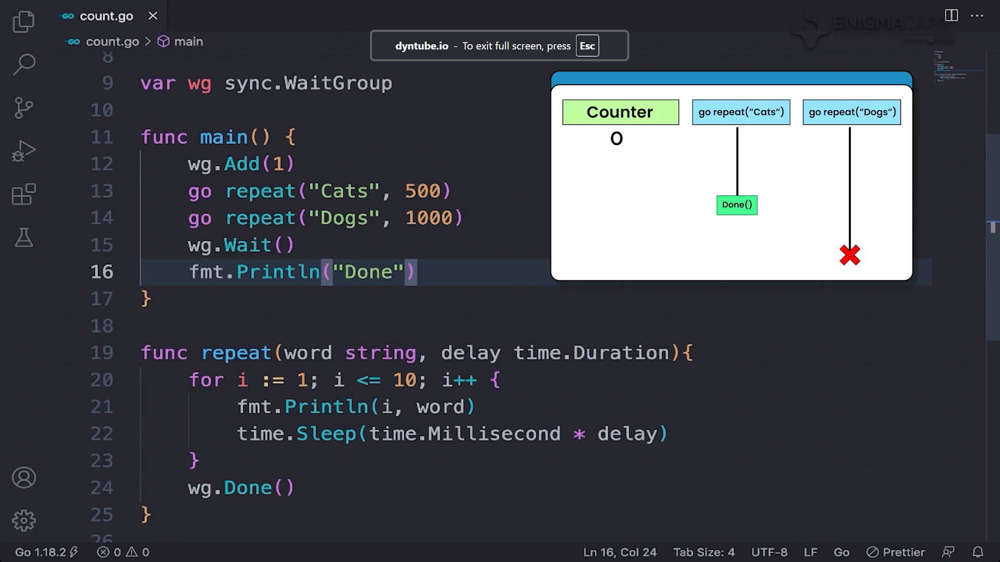 GO count.go
ENIGMACAMP
GO count.go > main
dyntube.io - To exit full screen, press Esc
8
9 var wg sync.WaitGroup
10
11 func main() {
12 wg.Add(1)
13 go repeat("Cats", 500)
14 go repeat("Dogs", 1000)
15 wg.Wait()
16 fmt.Println("Done")
17 }
18
19 func repeat(word string, delay time.Duration){
20 for i := 1; i <= 10; i++ {
21 fmt.Println(i, word)
22 time.Sleep(time.Millisecond * delay)
23 }
24 wg.Done()
25 }
26
Counter
0
go repeat("Cats")
go repeat("Dogs")
Done()
Go 1.18.2 0 0 Ln 16, Col 24 Tab Size: 4 UTF-8 LF Go Prettier